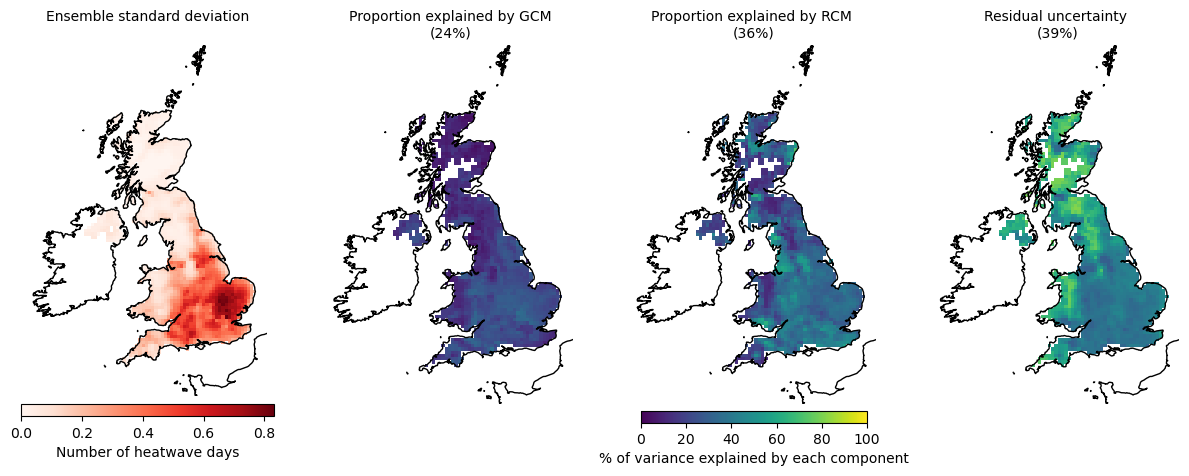 Ensemble standard deviation
Proportion explained by GCM
(24%)
Proportion explained by RCM
(36%)
Residual uncertainty
(39%)
0.0 0.2 0.4 0.6 0.8
Number of heatwave days
0 20 40 60 80 100
% of variance explained by each component